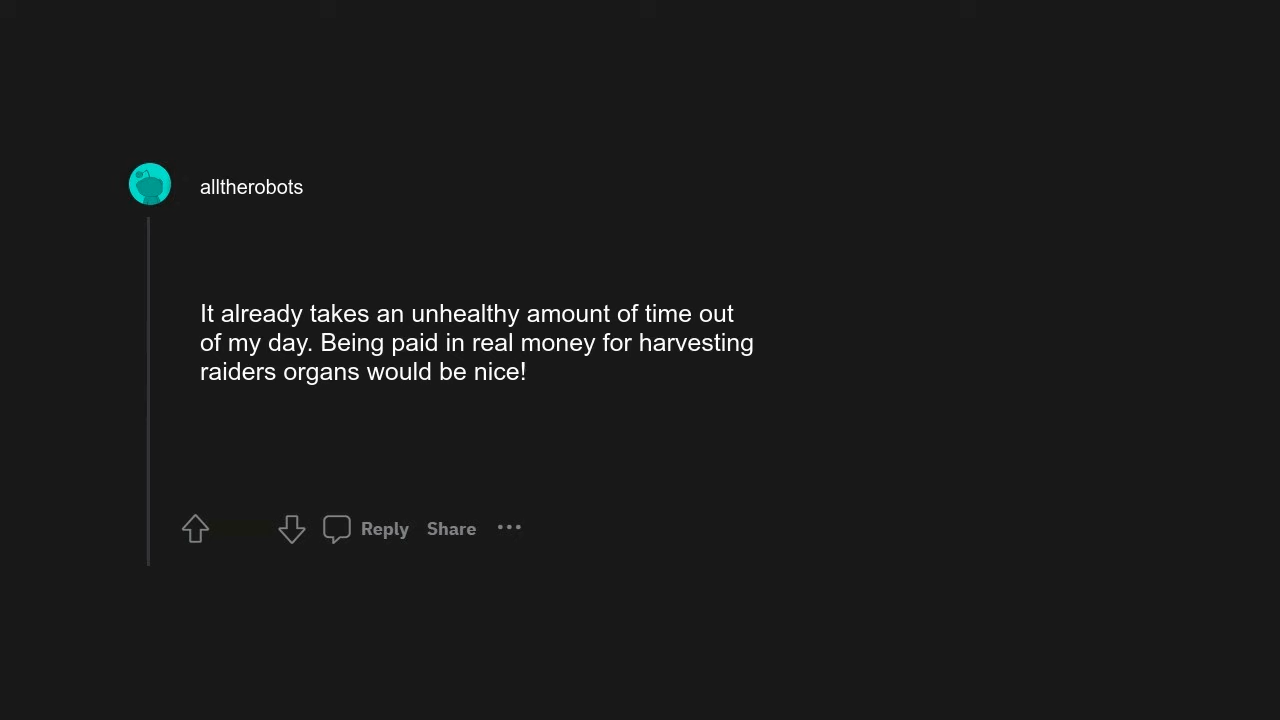 alltherobots
It already takes an unhealthy amount of time out
of my day. Being paid in real money for harvesting
raiders organs would be nice!
Reply Share